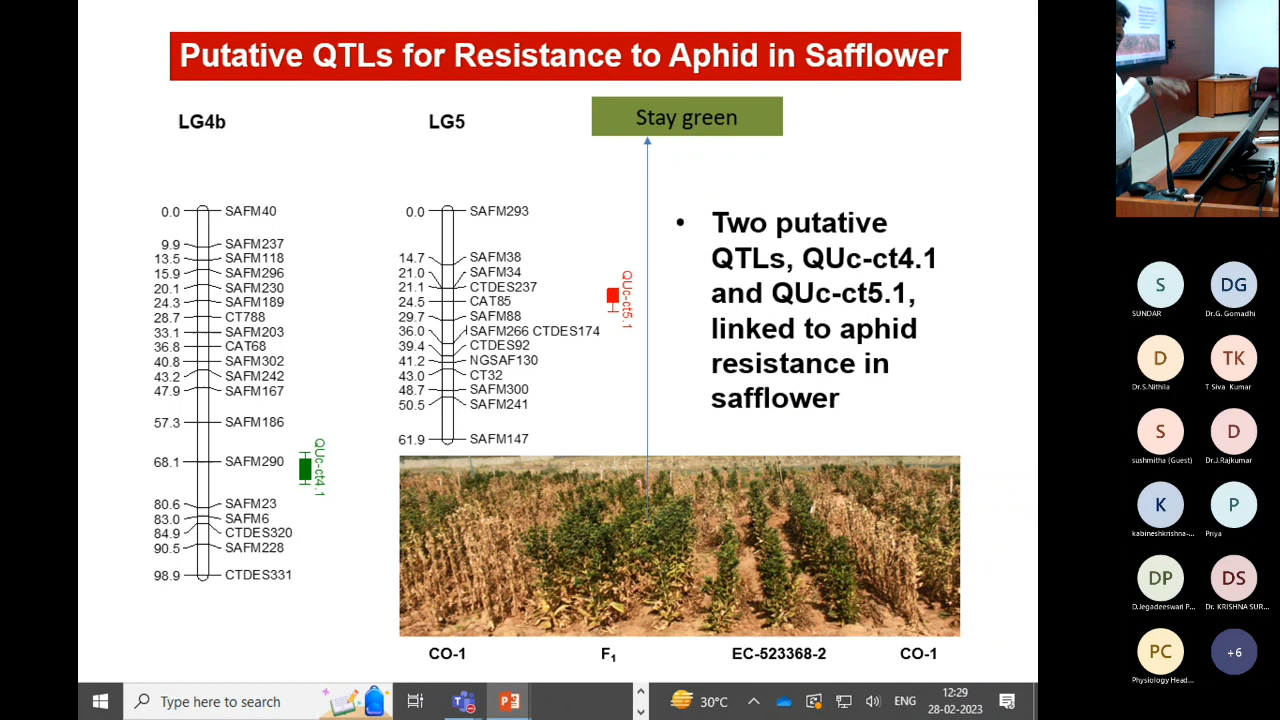 Putative QTLs for Resistance to Aphid in Safflower
LG4b
LG5
Stay green
0.0 SAFM40
9.9 SAFM237
13.5 SAFM118
15.9 SAFM296
20.1 SAFM230
24.3 SAFM189
28.7 CT788
33.1 SAFM203
36.8 CAT68
40.8 SAFM302
43.2 SAFM242
47.9 SAFM167
57.3 SAFM186
68.1 SAFM290
80.6 SAFM23
83.0 SAFM6
84.9 CTDES320
90.5 SAFM228
98.9 CTDES331
QUc-ct4.1
0.0 SAFM293
14.7 SAFM38
21.0 SAFM34
21.1 CTDES237
24.5 CAT85
29.7 SAFM88
36.0 SAFM266 CTDES174
39.4 CTDES92
41.2 NGSAF130
43.0 CT32
48.7 SAFM300
50.5 SAFM241
61.9 SAFM147
QUc-ct5.1
• Two putative
QTLs, QUc-ct4.1
and QUc-ct5.1,
linked to aphid
resistance in
safflower
CO-1
F1
EC-523368-2
CO-1
S
SUNDAR
DG
Dr.G. Gomadhi
D
Dr.S.Nithila
TK
T Siva Kumar
S
sushmitha (Guest)
D
Dr.J.Rajkumar
K
kabineshkrishna-...
P
Priya
DP
D.Jegadeeswari P...
DS
Dr. KRISHNA SUR...
PC
Physiology Head...
+6
Type here to search
30°C
ENG
12:29
28-02-2023